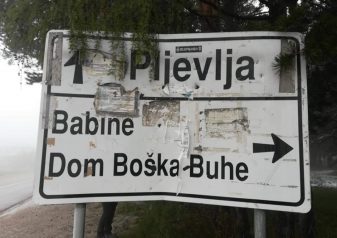 Pljevlja
Babine
Dom Boška Buhe